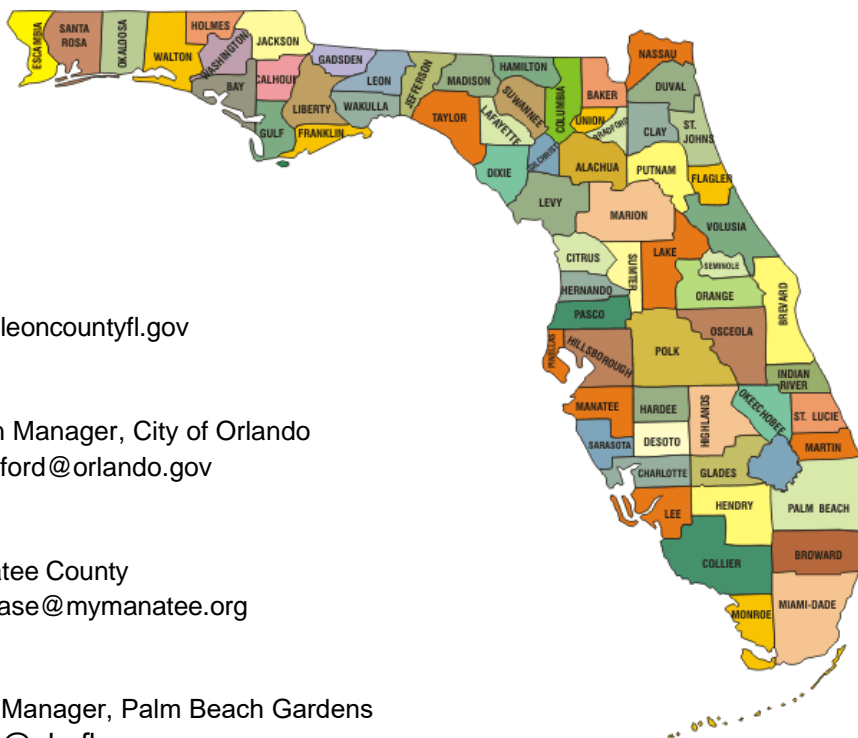 HOLMES
SANTA
ROSA
ESCAMBIA
OKALOOSA
WALTON
WASHINGTON
JACKSON
BAY
CALHOUN
GADSDEN
LIBERTY
LEON
WAKULLA
GULF
FRANKLIN
JEFFERSON
MADISON
HAMILTON
TAYLOR
SUWANNEE
LAFAYETTE
COLUMBIA
BAKER
NASSAU
DUVAL
UNION
BRADFORD
CLAY
ST.
JOHNS
DIXIE
GILCHRIST
ALACHUA
PUTNAM
FLAGLER
LEVY
MARION
VOLUSIA
CITRUS
SUMTER
LAKE
SEMINOLE
HERNANDO
ORANGE
BREVARD
PASCO
OSCEOLA
leoncountyfl.gov
PINELLAS
HILLSBOROUGH
POLK
INDIAN
RIVER
MANATEE
HARDEE
HIGHLANDS
OKEECHOBEE
ST. LUCIE
n Manager, City of Orlando
SARASOTA
DESOTO
MARTIN
ford@orlando.gov
CHARLOTTE
GLADES
LEE
HENDRY
PALM BEACH
COLLIER
BROWARD
atee County
ase@mymanatee.org
MONROE
MIAMI-DADE
Manager, Palm Beach Gardens